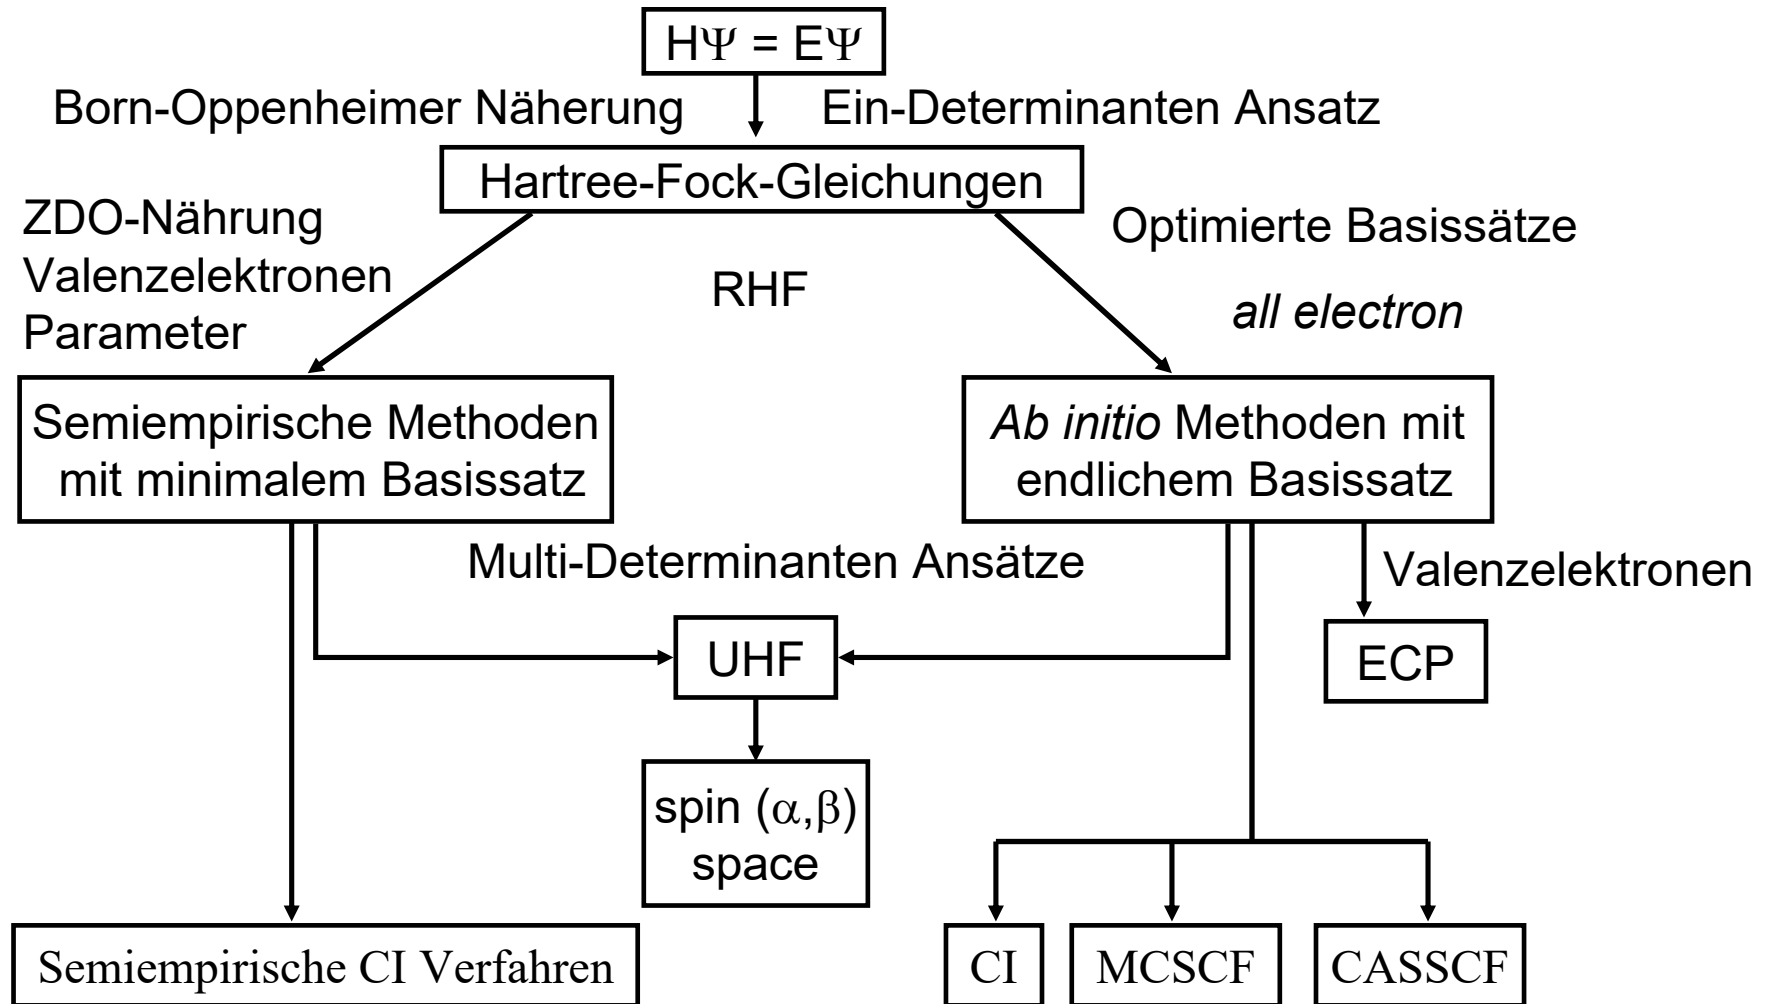 HΨ = EΨ
Born-Oppenheimer Näherung
Ein-Determinanten Ansatz
Hartree-Fock-Gleichungen
ZDO-Nährung
Valenzelektronen
Parameter
RHF
Optimierte Basissätze
all electron
Semiempirische Methoden
mit minimalem Basissatz
Ab initio Methoden mit
endlichem Basissatz
Multi-Determinanten Ansätze
Valenzelektronen
UHF
ECP
spin (α,β)
space
Semiempirische CI Verfahren
CI
MCSCF
CASSCF